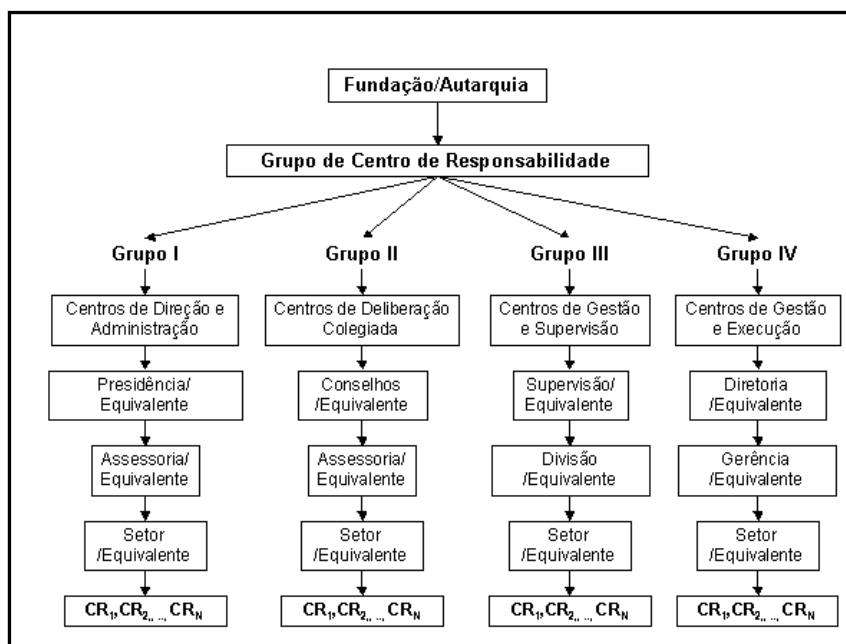 Fundação/Autarquia
Grupo de Centro de Responsabilidade
Grupo I
Grupo II
Grupo III
Grupo IV
Centros de Direção e
Administração
Centros de Deliberação
Colegiada
Centros de Gestão
e Supervisão
Centros de Gestão
e Execução
Presidência/
Equivalente
Conselhos
/Equivalente
Supervisão/
Equivalente
Diretoria
/Equivalente
Assessoria/
Equivalente
Assessoria/
Equivalente
Divisão
/Equivalente
Gerência
/Equivalente
Setor
/Equivalente
Setor
/Equivalente
Setor
/Equivalente
Setor
/Equivalente
CR1,CR2,, .., CRN
CR1,CR2,, .., CRN
CR1,CR2,, .., CRN
CR1,CR2,, .., CRN